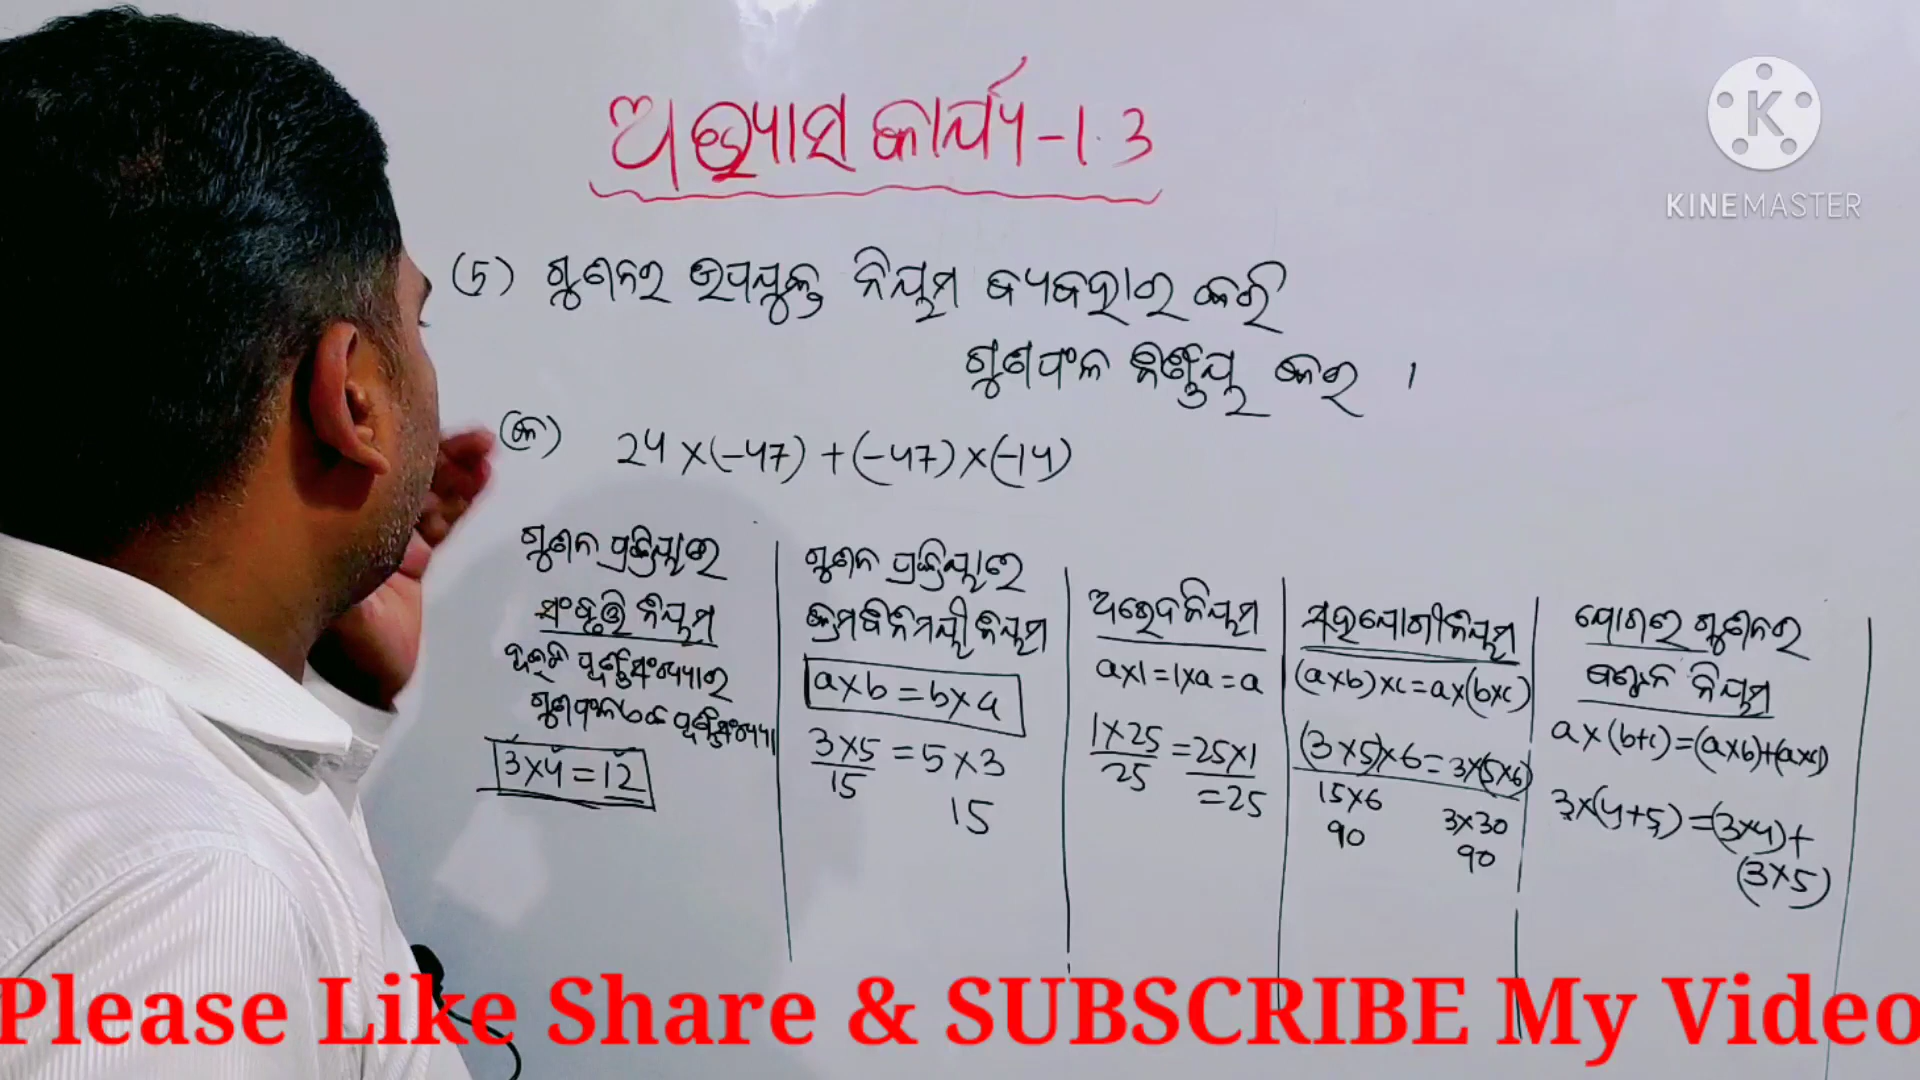 ଅଭ୍ୟାସ କାର୍ଯ୍ୟ-1.3
K
KINEMASTER
(5) ଗୁଣନର ଉପଯୁକ୍ତ ନିୟମ ବ୍ୟବହାର କରି
ଗୁଣଫଳ ନିର୍ଣ୍ଣୟ କର ।
(କ) 24 ×(-47) + (-47)×(-14)
ଗୁଣନ ପ୍ରକ୍ରିୟାରେ
ସଂବୃତ୍ତି ନିୟମ
ଦୁଇଟି ପୂର୍ଣ୍ଣସଂଖ୍ୟାର
ଗୁଣଫଳ ଏକ ପୂର୍ଣ୍ଣସଂଖ୍ୟା
3×4 = 12
ଗୁଣନ ପ୍ରକ୍ରିୟାରେ
କ୍ରମବିନିମୟୀ ନିୟମ
a×b = b×a
3×5 = 5×3
15
15
ଅଭେଦ ନିୟମ
a×1=1×a=a
1×25 = 25×1
25 =25
ସହଯୋଗୀ ନିୟମ
(a×b)×c=a×(b×c)
(3×5)×6=3×(5×6)
15×6 3×30
90 90
ଯୋଗର ଗୁଣନର
ବଣ୍ଟନ ନିୟମ
a×(b+c)=(a×b)+(a×c)
3×(4+5)=(3×4)+
(3×5)
Please Like Share & SUBSCRIBE My Video